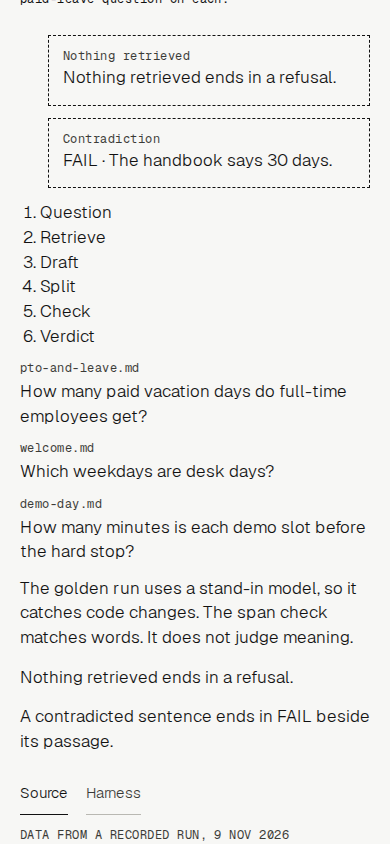 paid-leave question on each.
Nothing retrieved
Nothing retrieved ends in a refusal.
Contradiction
FAIL · The handbook says 30 days.
1. Question
2. Retrieve
3. Draft
4. Split
5. Check
6. Verdict
pto-and-leave.md
How many paid vacation days do full-time
employees get?
welcome.md
Which weekdays are desk days?
demo-day.md
How many minutes is each demo slot before
the hard stop?
The golden run uses a stand-in model, so it
catches code changes. The span check
matches words. It does not judge meaning.
Nothing retrieved ends in a refusal.
A contradicted sentence ends in FAIL beside
its passage.
Source Harness
DATA FROM A RECORDED RUN, 9 NOV 2026